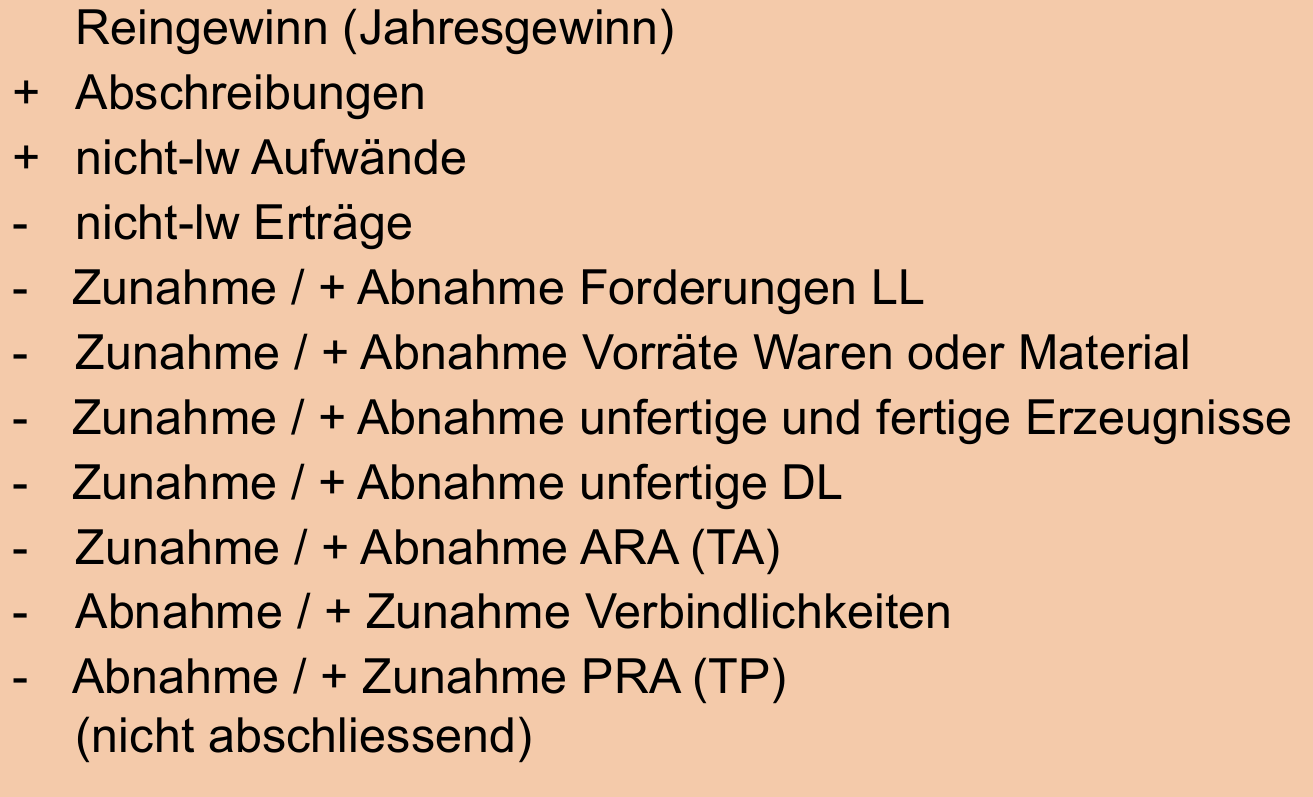 Reingewinn (Jahresgewinn)
+ Abschreibungen
+ nicht-lw Aufwände
- nicht-lw Erträge
- Zunahme / + Abnahme Forderungen LL
- Zunahme / + Abnahme Vorräte Waren oder Material
- Zunahme / + Abnahme unfertige und fertige Erzeugnisse
- Zunahme / + Abnahme unfertige DL
- Zunahme / + Abnahme ARA (TA)
- Abnahme / + Zunahme Verbindlichkeiten
- Abnahme / + Zunahme PRA (TP)
(nicht abschliessend)